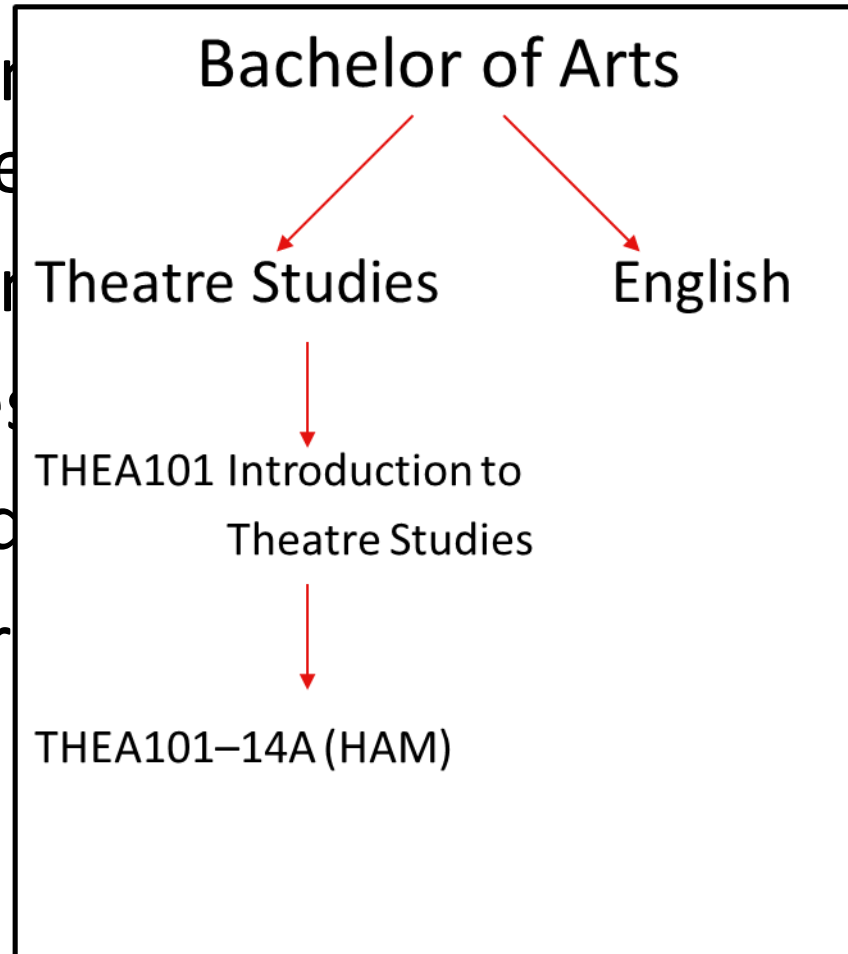 Bachelor of Arts
Theatre Studies English
THEA101 Introduction to
Theatre Studies
THEA101–14A (HAM)